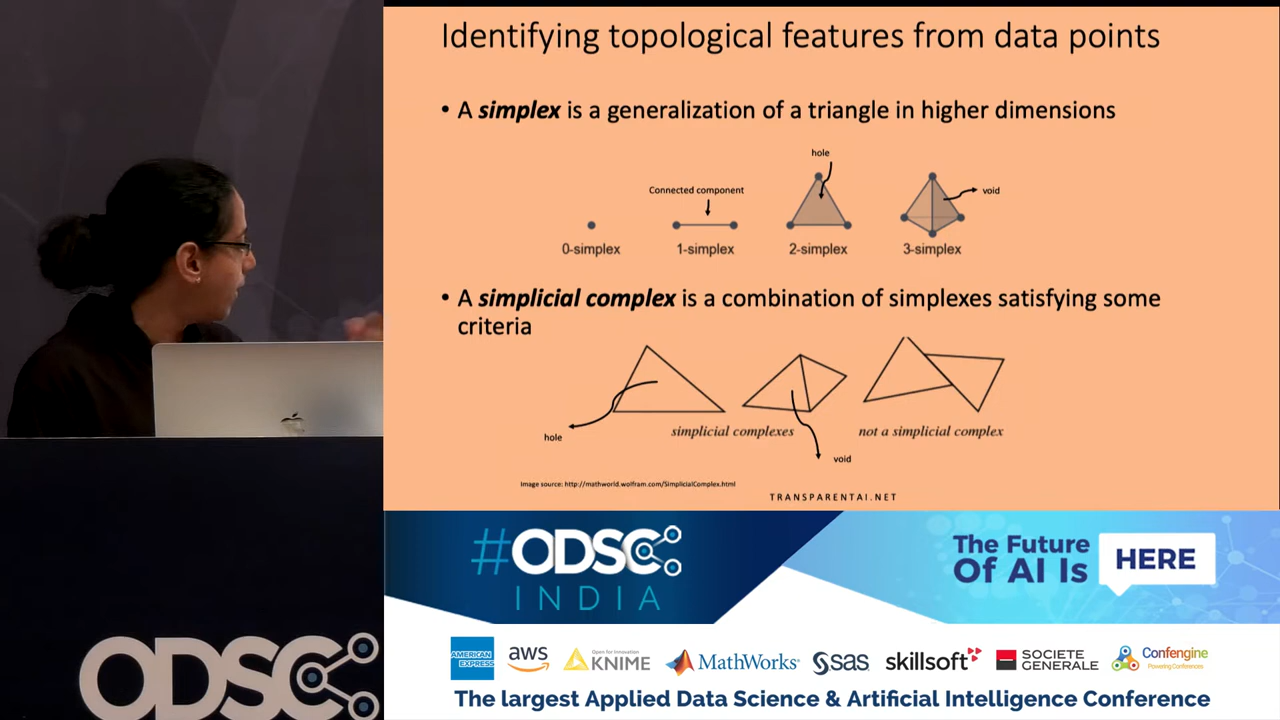 Identifying topological features from data points
• A simplex is a generalization of a triangle in higher dimensions
hole
Connected component
void
0-simplex
1-simplex
2-simplex
3-simplex
• A simplicial complex is a combination of simplexes satisfying some
criteria
hole
simplicial complexes
not a simplicial complex
void
Image source: http://mathworld.wolfram.com/SimplicialComplex.html
TRANSPARENTAI.NET
#ODSC
INDIA
The Future
Of AI Is
HERE
ODSC
AMERICAN
EXPRESS
aws
Open for Innovation
KNIME
MathWorks®
sas
skillsoft
SOCIETE
GENERALE
Confengine
Powering Conferences
The largest Applied Data Science & Artificial Intelligence Conference